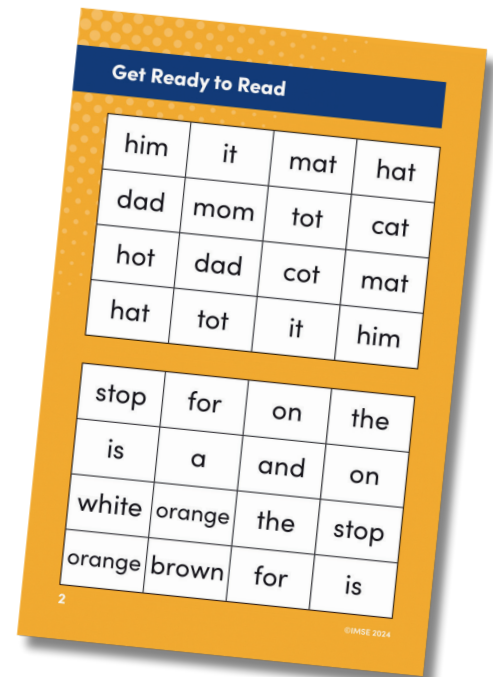 Get Ready to Read
him it mat hat
dad mom tot cat
hot dad cot mat
hat tot it him
stop for on the
is a and on
white orange the stop
orange brown for is
2
©IMSE 2024